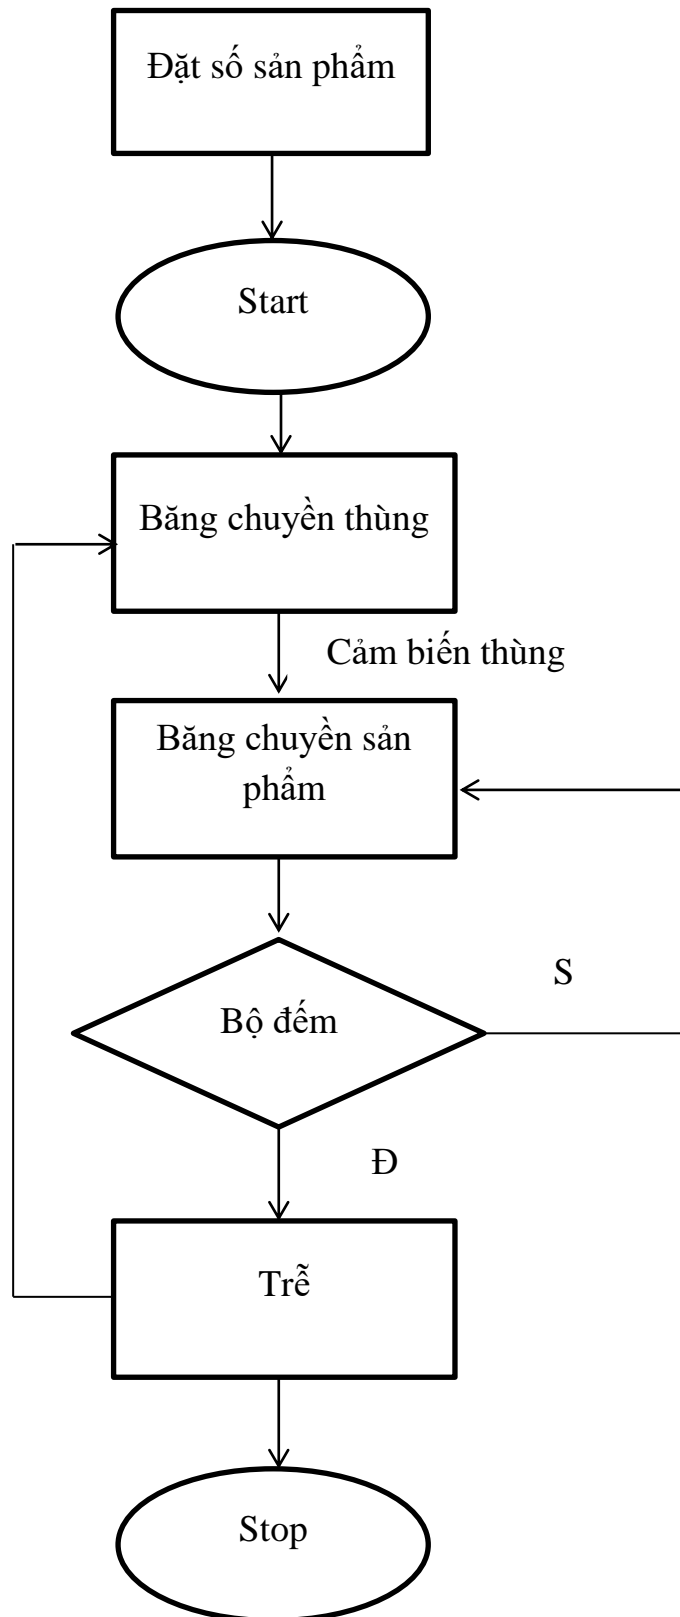 Đặt số sản phẩm
Start
Băng chuyền thùng
Cảm biến thùng
Băng chuyền sản
phẩm
S
Bộ đếm
Đ
Trễ
Stop